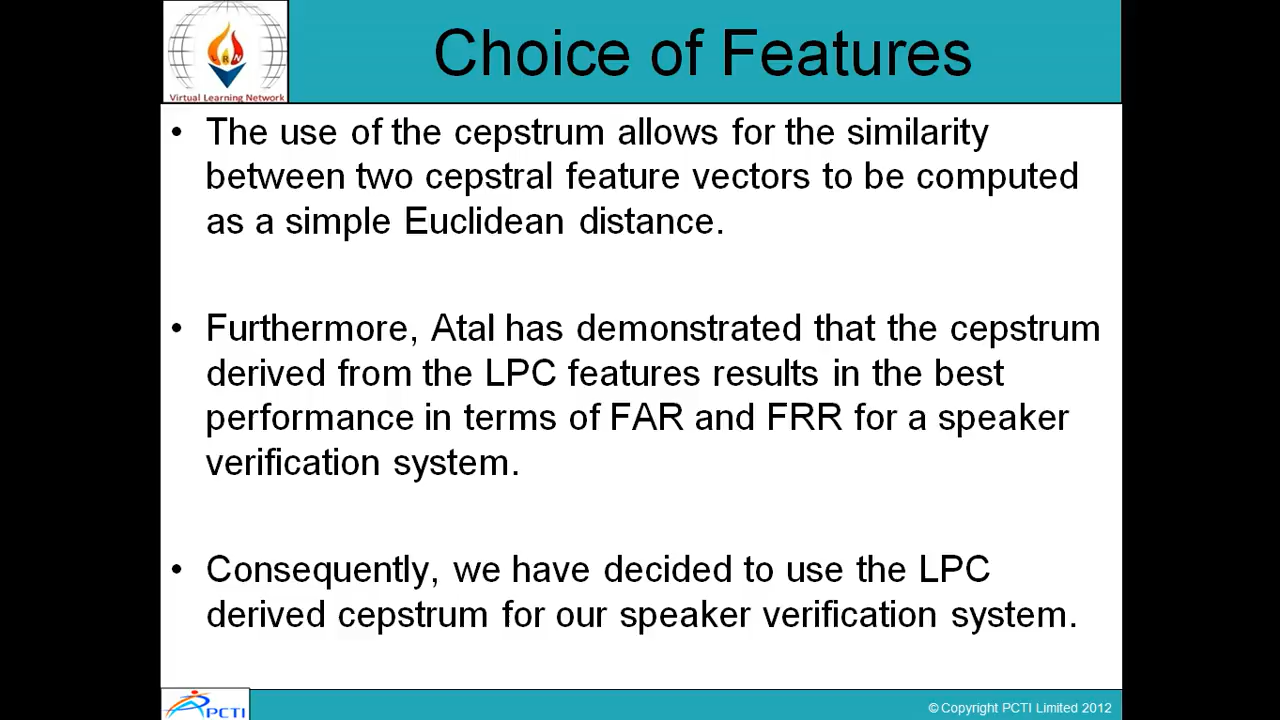 Choice of Features
Virtual Learning Network
• The use of the cepstrum allows for the similarity
between two cepstral feature vectors to be computed
as a simple Euclidean distance.
• Furthermore, Atal has demonstrated that the cepstrum
derived from the LPC features results in the best
performance in terms of FAR and FRR for a speaker
verification system.
• Consequently, we have decided to use the LPC
derived cepstrum for our speaker verification system.
PCTI
© Copyright PCTI Limited 2012